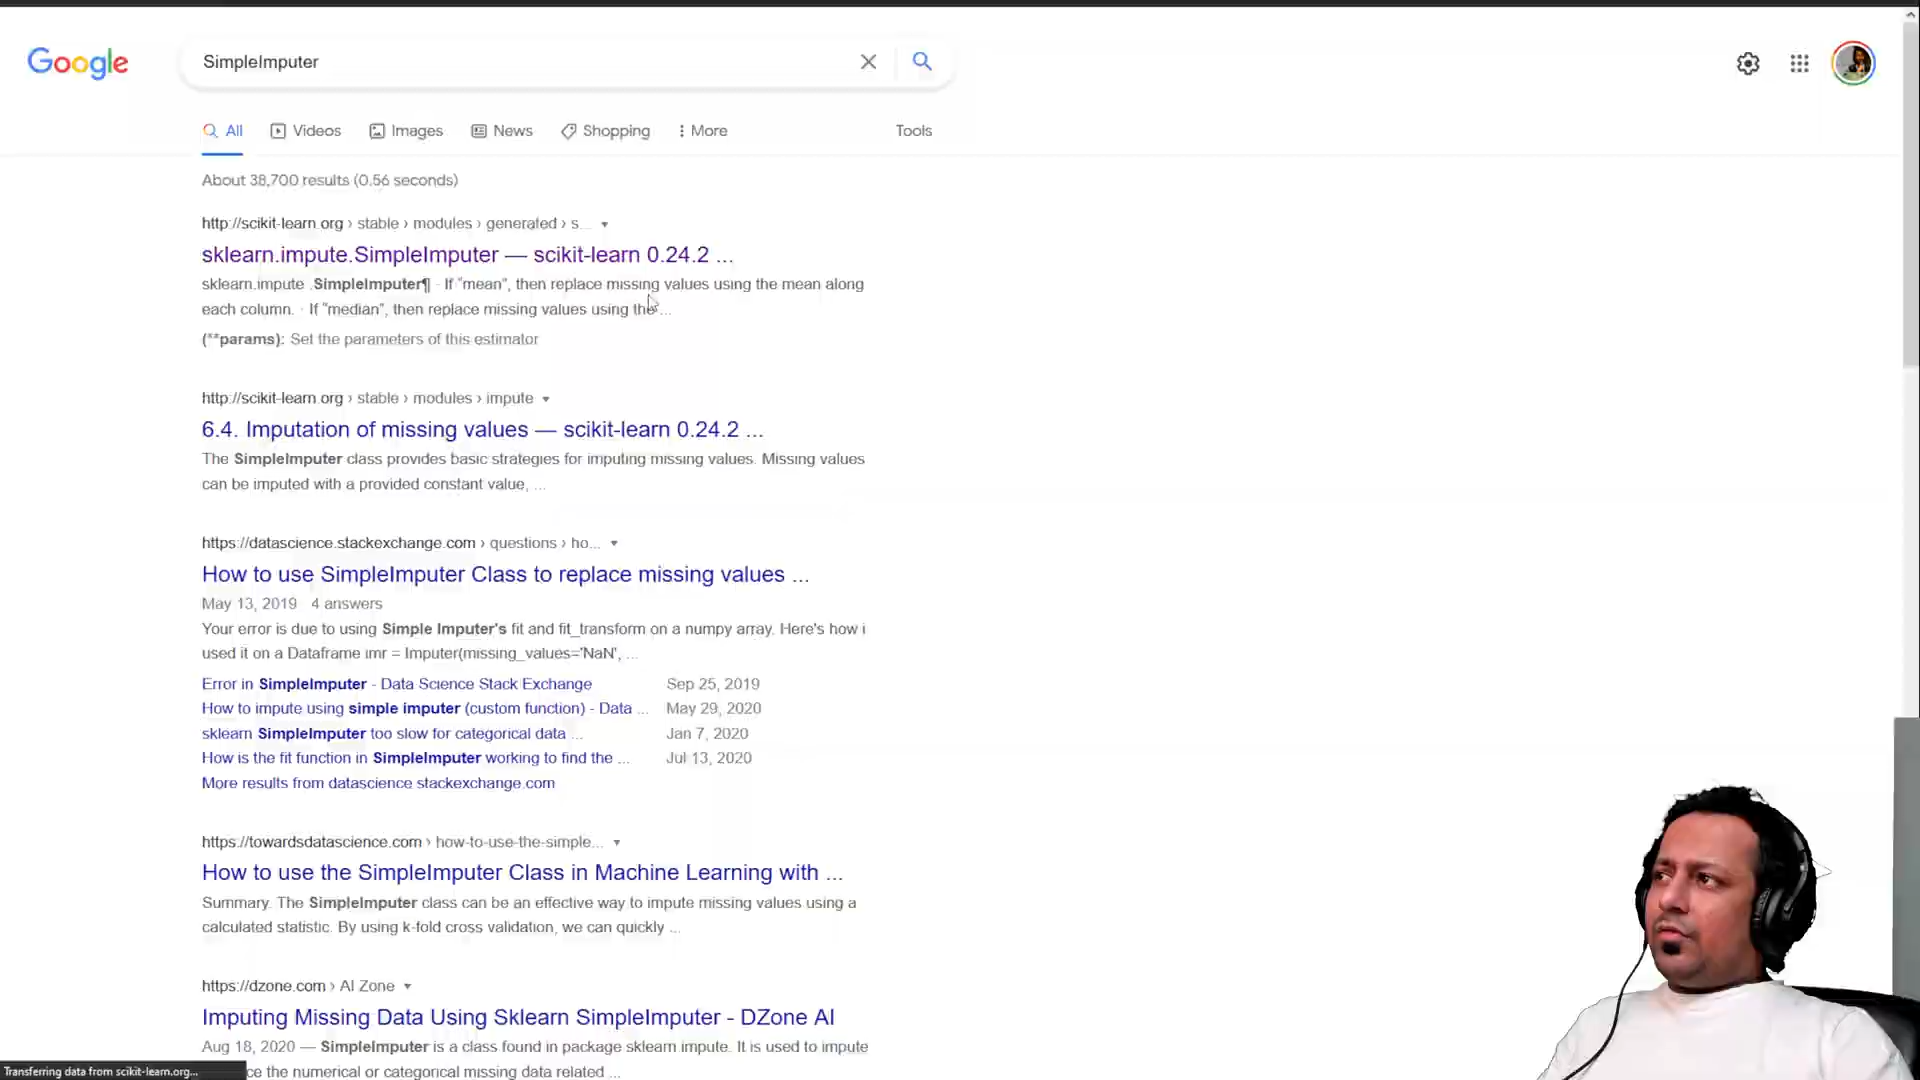 Google
SimpleImputer
All
Videos
Images
News
Shopping
More
Tools
About 38,700 results (0.56 seconds)
http://scikit-learn.org › stable › modules › generated › s...
sklearn.impute.SimpleImputer — scikit-learn 0.24.2 ...
sklearn.impute .SimpleImputer¶ · If "mean", then replace missing values using the mean along
each column. · If "median", then replace missing values using the ...
(**params): Set the parameters of this estimator
http://scikit-learn.org › stable › modules › impute
6.4. Imputation of missing values — scikit-learn 0.24.2 ...
The SimpleImputer class provides basic strategies for imputing missing values. Missing values
can be imputed with a provided constant value, ...
https://datascience.stackexchange.com › questions › ho...
How to use SimpleImputer Class to replace missing values ...
May 13, 2019 4 answers
Your error is due to using Simple Imputer's fit and fit_transform on a numpy array. Here's how i
used it on a Dataframe imr = Imputer(missing_values='NaN', ...
Error in SimpleImputer - Data Science Stack Exchange Sep 25, 2019
How to impute using simple imputer (custom function) - Data ... May 29, 2020
sklearn SimpleImputer too slow for categorical data ... Jan 7, 2020
How is the fit function in SimpleImputer working to find the ... Jul 13, 2020
More results from datascience.stackexchange.com
https://towardsdatascience.com › how-to-use-the-simple...
How to use the SimpleImputer Class in Machine Learning with ...
Summary. The SimpleImputer class can be an effective way to impute missing values using a
calculated statistic. By using k-fold cross validation, we can quickly ...
https://dzone.com › AI Zone
Imputing Missing Data Using Sklearn SimpleImputer - DZone AI
Aug 18, 2020 — SimpleImputer is a class found in package sklearn.impute. It is used to impute
ce the numerical or categorical missing data related ...
Transferring data from scikit-learn.org...